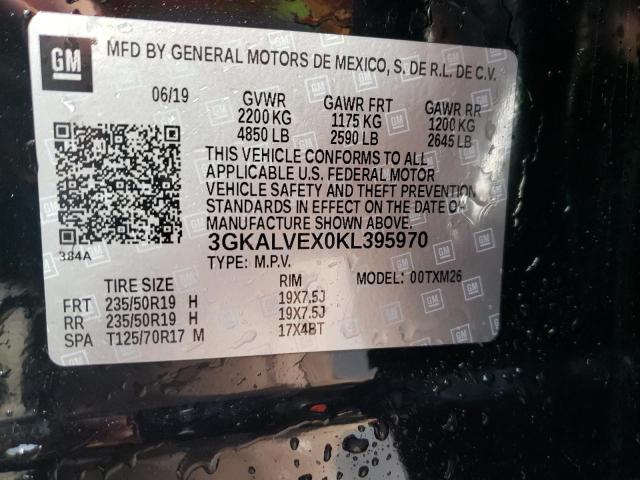 GM
MFD BY GENERAL MOTORS DE MEXICO, S. DE R.L. DE C.V.
06/19 GVWR GAWR FRT GAWR RR
2200 KG 1175 KG 1200 KG
4850 LB 2590 LB 2645 LB
THIS VEHICLE CONFORMS TO ALL
APPLICABLE U.S. FEDERAL MOTOR
VEHICLE SAFETY AND THEFT PREVENTION
STANDARDS IN EFFECT ON THE DATE OF
MANUFACTURE SHOWN ABOVE.
384A 3GKALVEX0KL395970
TYPE: M.P.V. MODEL: 00TXM26
TIRE SIZE RIM
FRT 235/50R19 H 19X7.5J
RR 235/50R19 H 19X7.5J
SPA T125/70R17 M 17X4BT